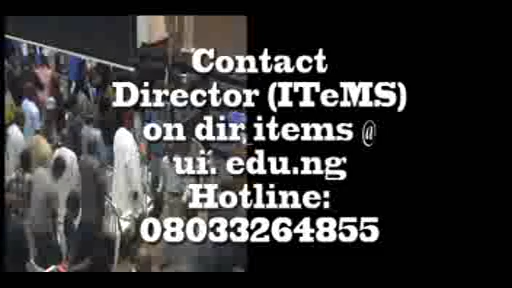 Contact
Director (ITeMS)
on dir.items @
ui. edu.ng
Hotline:
08033264855